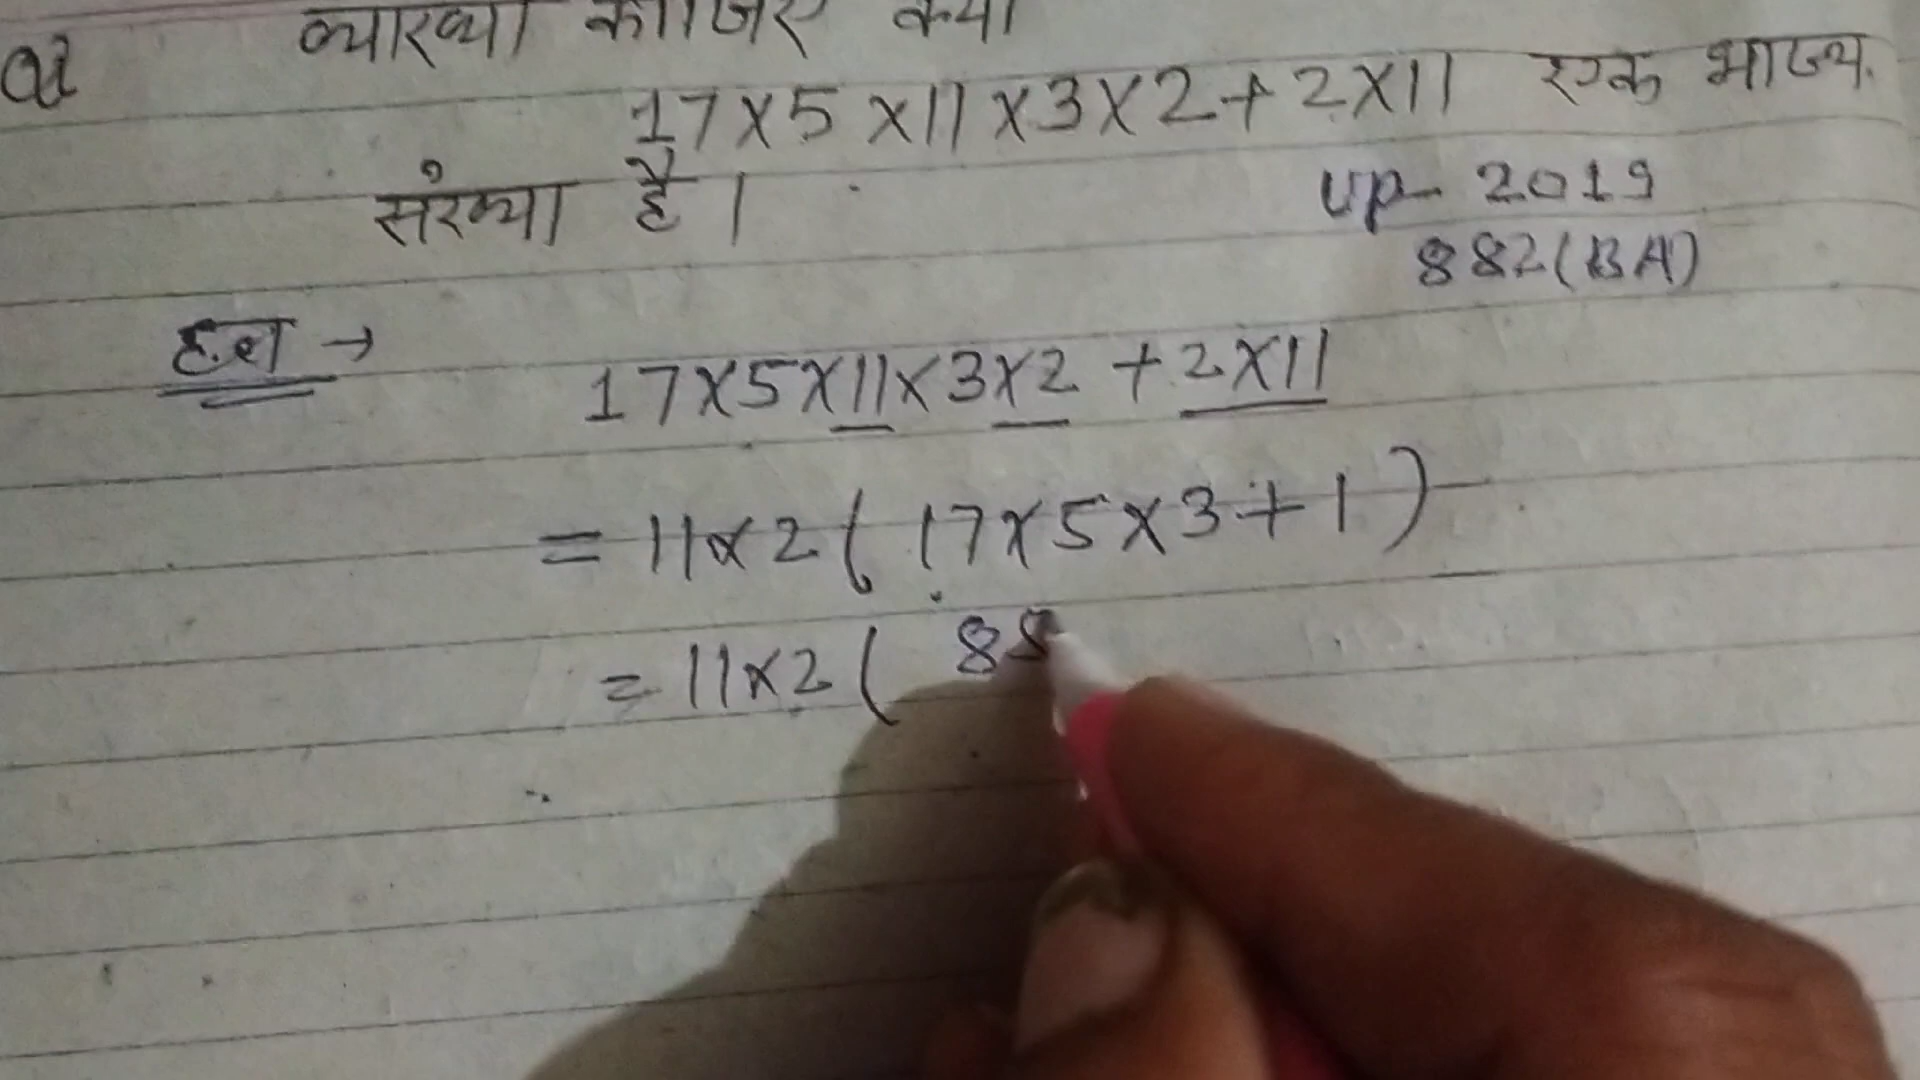 Qi व्याख्या कीजिए क्यों
17×5×11×3×2+2×11 एक भाज्य
संख्या है।
UP 2019
882(BA)
हल →
17×5×11×3×2 + 2×11
= 11×2( 17×5×3+1)
= 11×2(